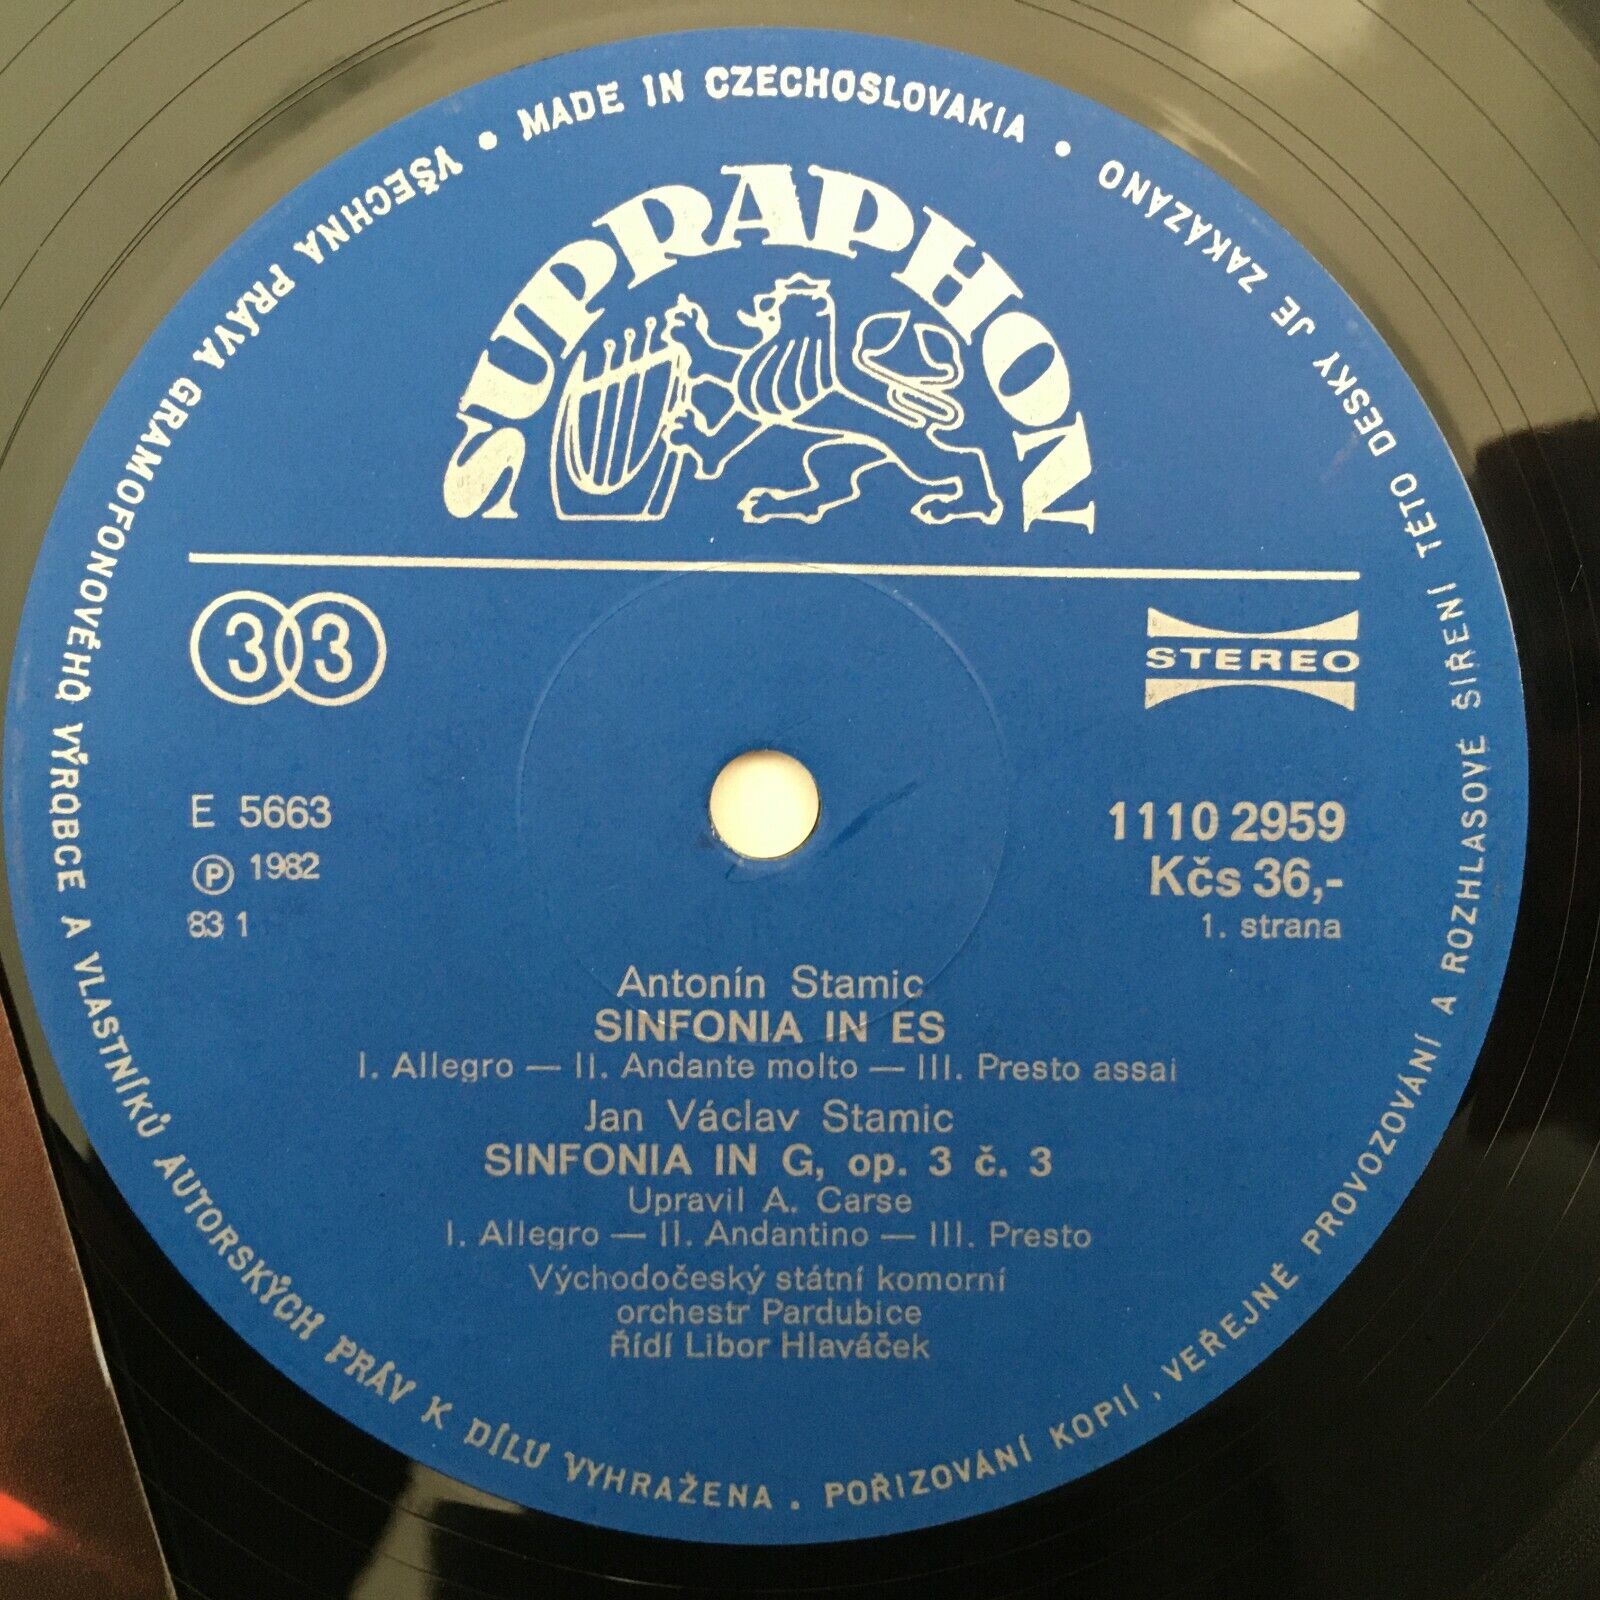 MADE IN CZECHOSLOVAKIA •
VŠECHNA PRÁVA GRAMOFONOVÉHO VÝROBCE A VLASTNÍKŮ AUTORSKÝCH PRÁV K DÍLU VYHRAŽENA . POŘIZOVÁNÍ KOPIÍ , VEŘEJNÉ PROVOZOVÁNÍ A ROZHLASOVÉ ŠÍŘENÍ TÉTO DESKY JE ZAKÁZÁNO •
SUPRAPHON
33
STEREO
E 5663
Ⓟ 1982
83 1
1110 2959
Kčs 36,-
1. strana
Antonín Stamic
SINFONIA IN ES
I. Allegro — II. Andante molto — III. Presto assai
Jan Václav Stamic
SINFONIA IN G, op. 3 č. 3
Upravil A. Carse
I. Allegro — II. Andantino — III. Presto
Východočeský státní komorní
orchestr Pardubice
Řídí Libor Hlaváček